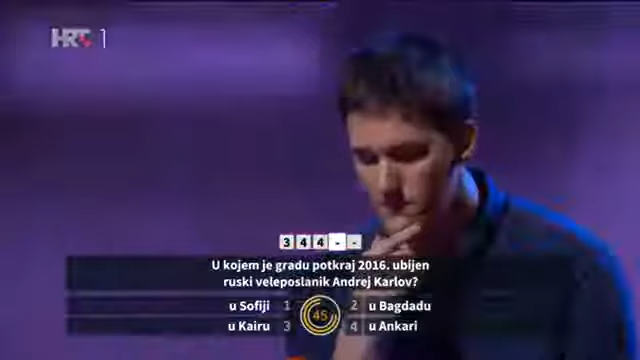 HRT 1
3 4 4 - -
U kojem je gradu potkraj 2016. ubijen
ruski veleposlanik Andrej Karlov?
u Sofiji 1 2 u Bagdadu
45
u Kairu 3 4 u Ankari